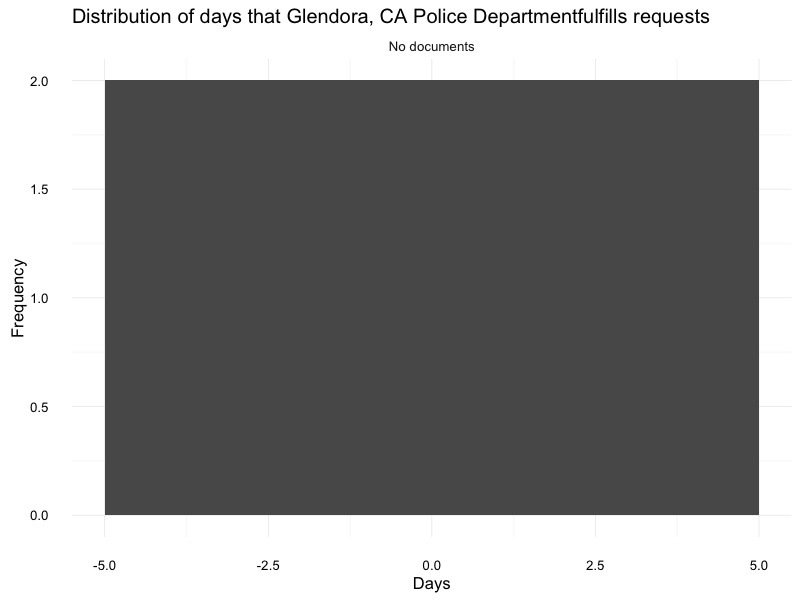 Distribution of days that Glendora, CA Police Departmentfulfills requests
No documents
2.0
1.5
1.0
0.5
0.0
Frequency
-5.0 -2.5 0.0 2.5 5.0
Days